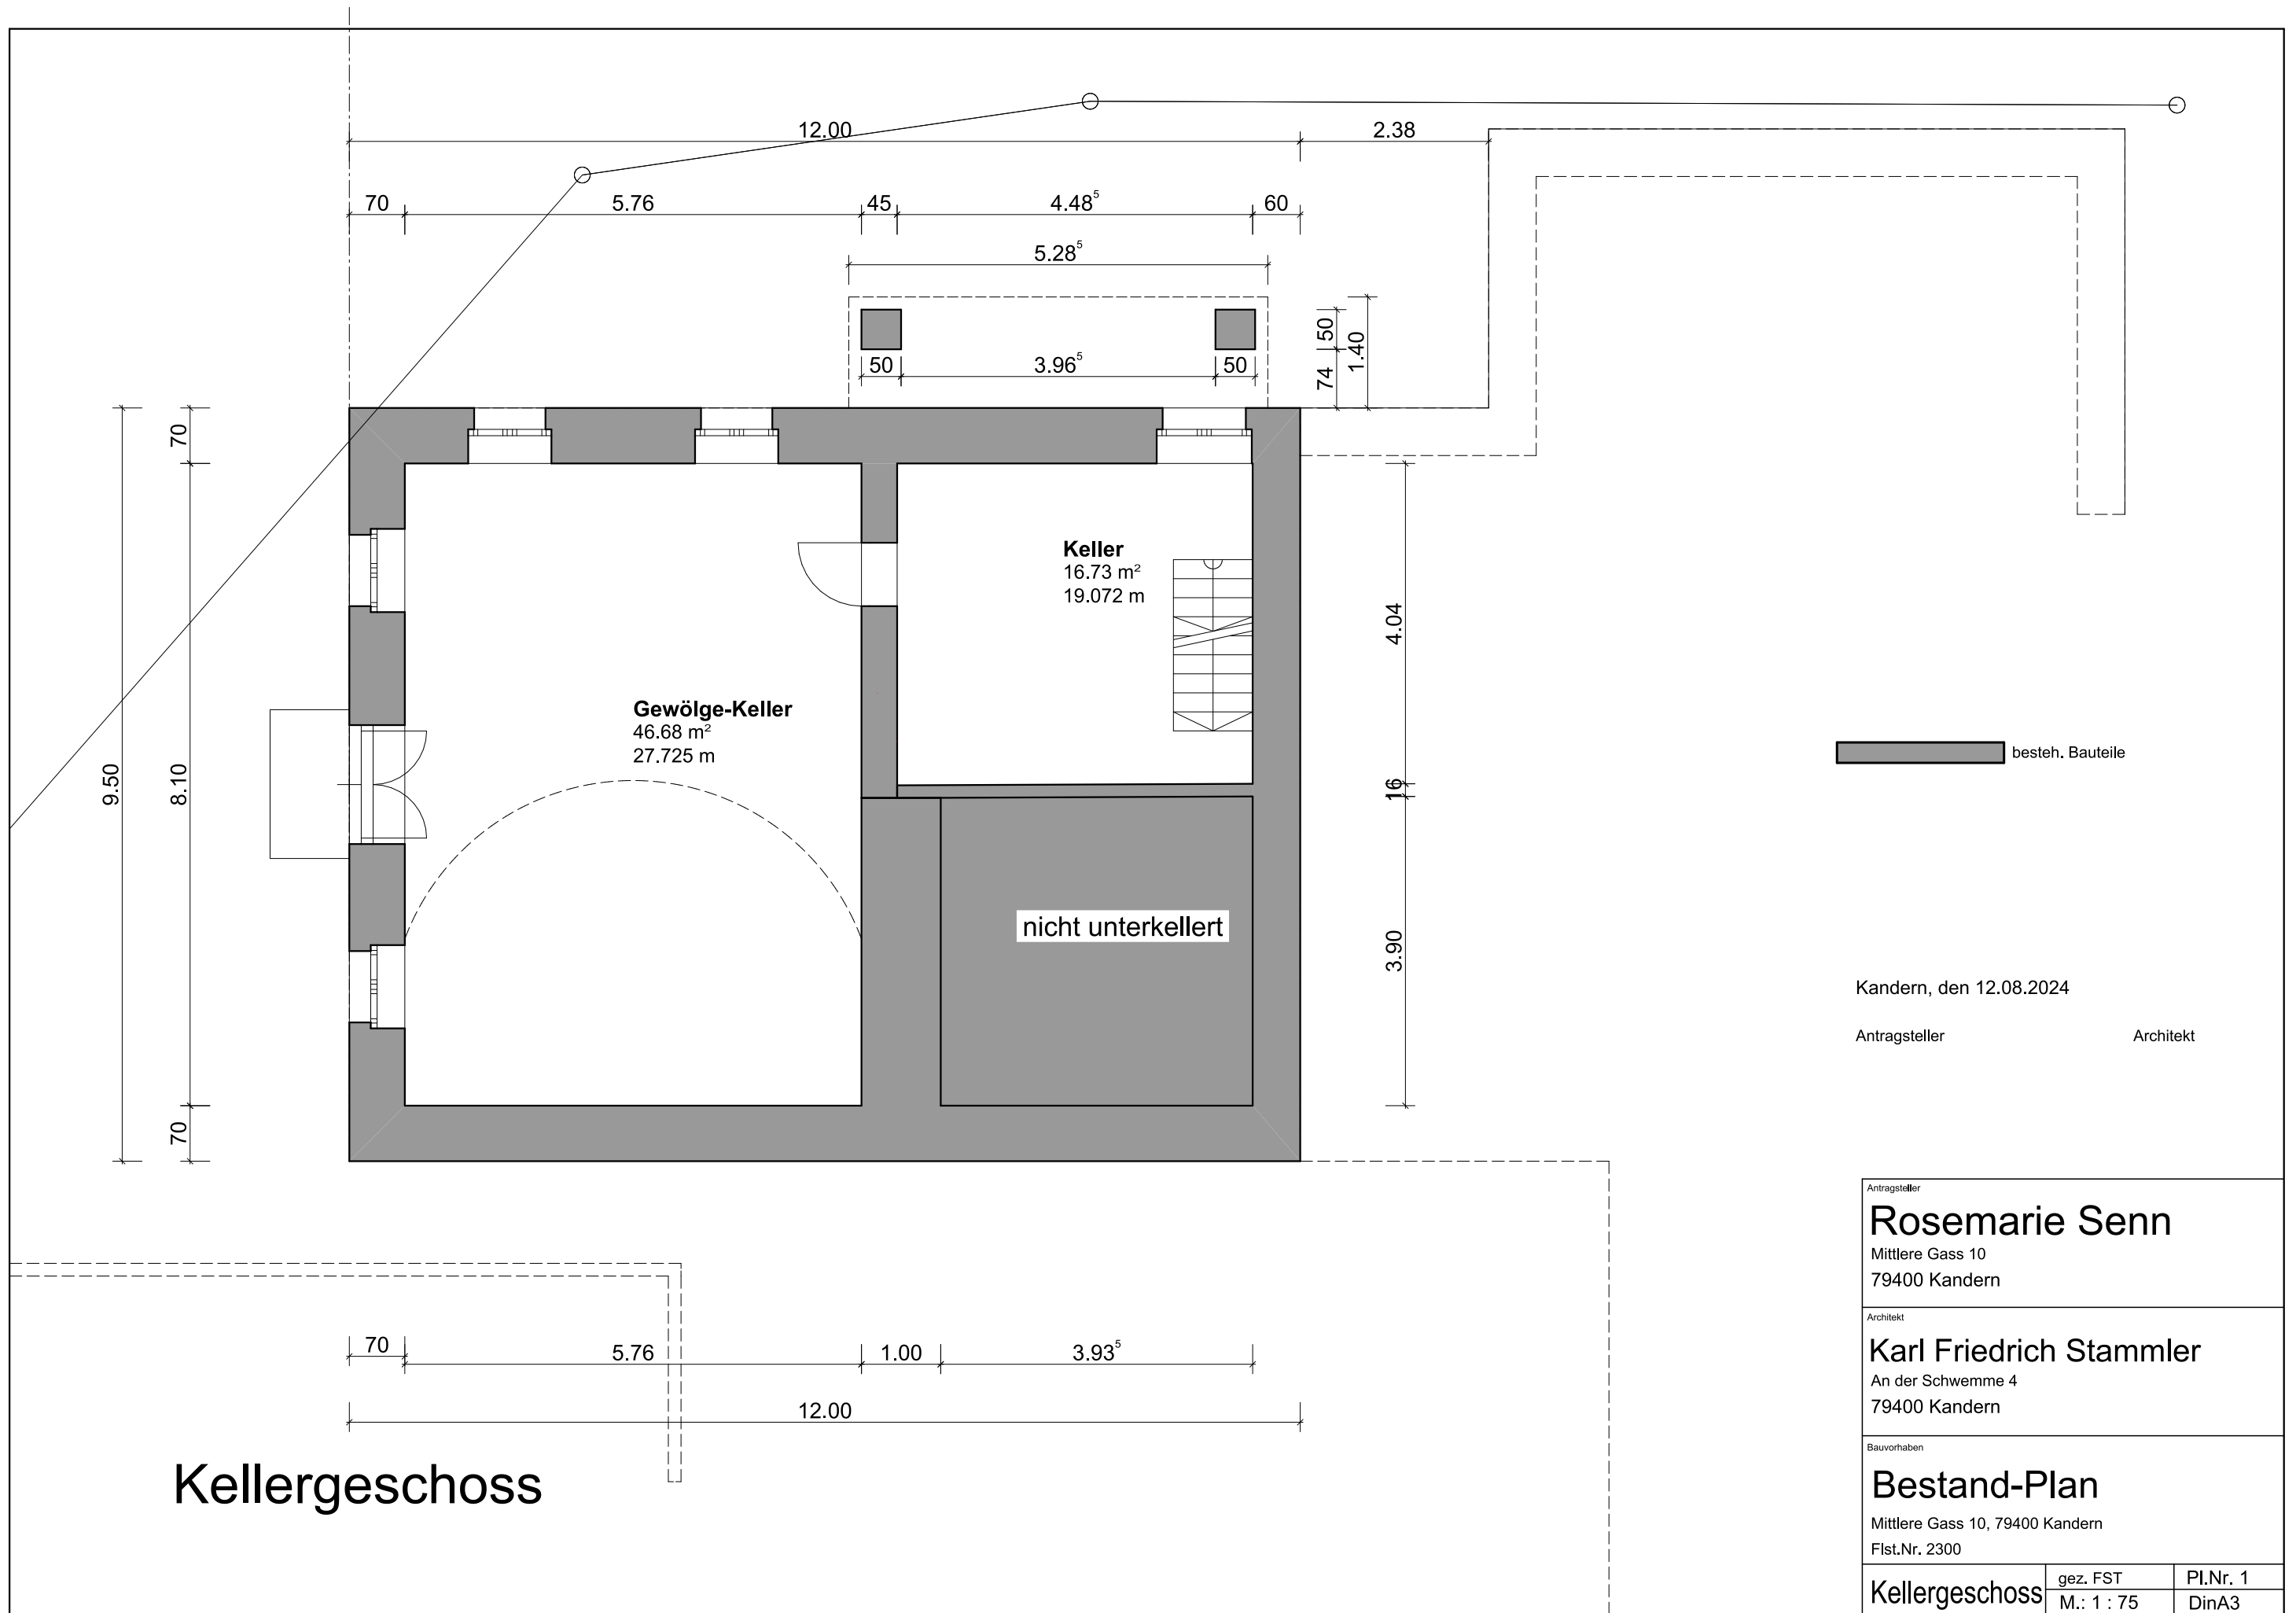 12.00
2.38
70
5.76
45
4.48⁵
60
5.28⁵
50
3.96⁵
50
50
74
1.40
70
8.10
70
9.50
Keller
16.73 m²
19.072 m
Gewölge-Keller
46.68 m²
27.725 m
4.04
16
3.90
nicht unterkellert
besteh. Bauteile
Kandern, den 12.08.2024
Antragsteller
Architekt
70
5.76
1.00
3.93⁵
12.00
Kellergeschoss
Antragsteller
Rosemarie Senn
Mittlere Gass 10
79400 Kandern
Architekt
Karl Friedrich Stammler
An der Schwemme 4
79400 Kandern
Bauvorhaben
Bestand-Plan
Mittlere Gass 10, 79400 Kandern
Flst.Nr. 2300
Kellergeschoss
gez. FST
Pl.Nr. 1
M.: 1 : 75
DinA3